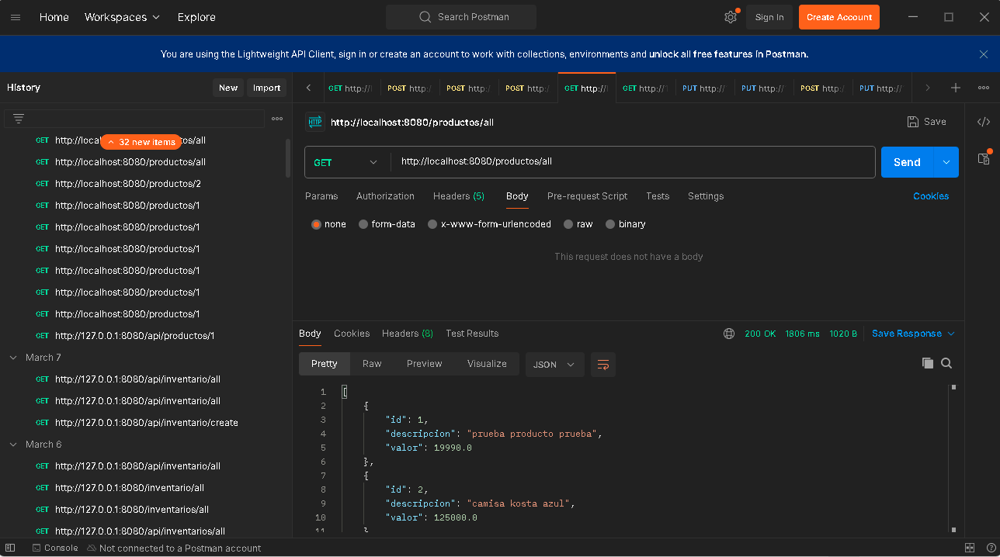 Home Workspaces Explore Search Postman Sign In Create Account
You are using the Lightweight API Client, sign in or create an account to work with collections, environments and unlock all free features in Postman.
History New Import
GET http://l POST http:/ POST http:/ POST http:/ GET http://l GET http://1 PUT http:// PUT http:// POST http:/ PUT http://
32 new items
GET http://local tos/all
GET http://localhost:8080/productos/all
GET http://localhost:8080/productos/2
GET http://localhost:8080/productos/1
GET http://localhost:8080/productos/1
GET http://localhost:8080/productos/1
GET http://localhost:8080/productos/1
GET http://localhost:8080/productos/1
GET http://localhost:8080/productos/1
GET http://127.0.0.1:8080/api/productos/1
March 7
GET http://127.0.0.1:8080/api/inventario/all
GET http://127.0.0.1:8080/api/inventario/all
GET http://127.0.0.1:8080/api/inventario/create
March 6
GET http://127.0.0.1:8080/api/inventario/all
GET http://127.0.0.1:8080/inventario/all
GET http://127.0.0.1:8080/inventarios/all
GET http://127.0.0.1:8080/api/inventarios/all
HTTP http://localhost:8080/productos/all Save
GET http://localhost:8080/productos/all Send
Params Authorization Headers (5) Body Pre-request Script Tests Settings Cookies
none form-data x-www-form-urlencoded raw binary
This request does not have a body
Body Cookies Headers (8) Test Results 200 OK 1806 ms 1020 B Save Response
Pretty Raw Preview Visualize JSON
1 [
2 {
3 "id": 1,
4 "descripcion": "prueba producto prueba",
5 "valor": 19990.0
6 },
7 {
8 "id": 2,
9 "descripcion": "camisa kosta azul",
10 "valor": 125000.0
11 }
Console Not connected to a Postman account